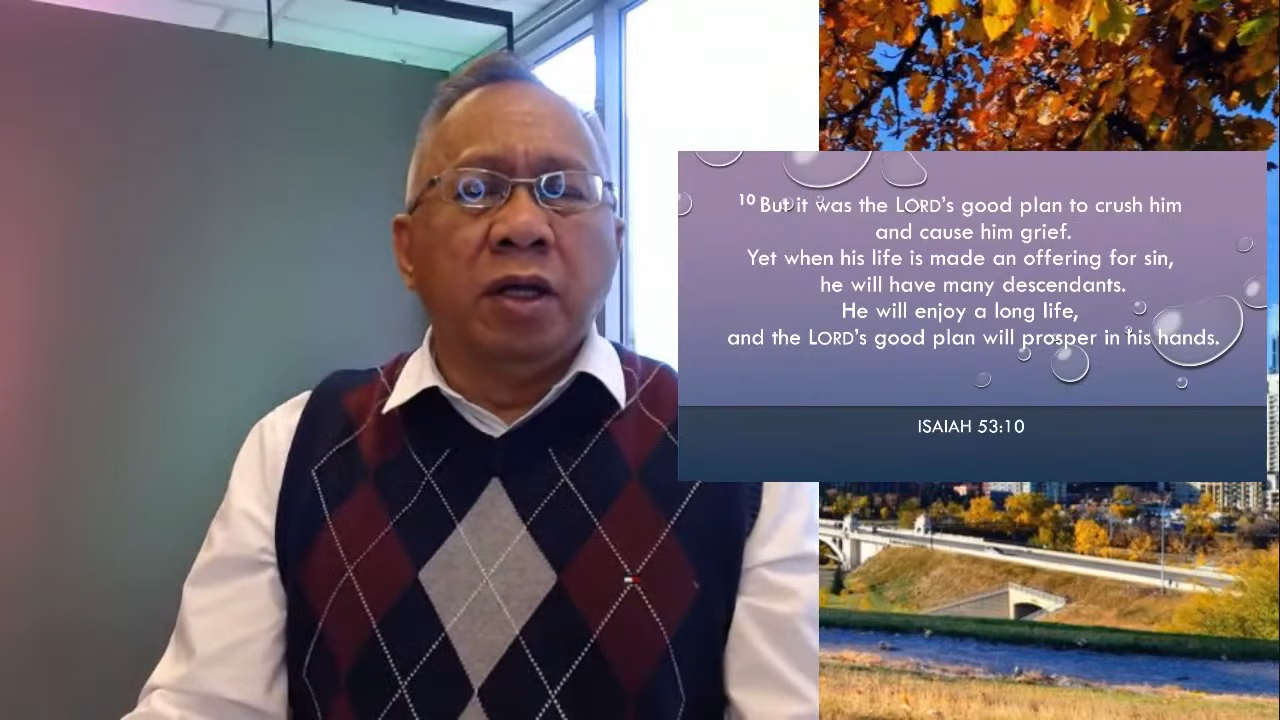 10 But it was the LORD's good plan to crush him
and cause him grief.
Yet when his life is made an offering for sin,
he will have many descendants.
He will enjoy a long life,
and the LORD's good plan will prosper in his hands.
ISAIAH 53:10